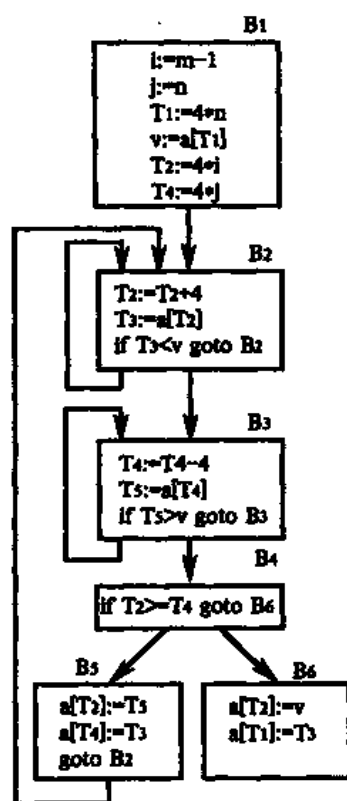 B1
i:=m-1
j:=n
T1:=4*n
v:=a[T1]
T2:=4*i
T4:=4*j
B2
T2:=T2+4
T3:=a[T2]
if T3<v goto B2
B3
T4:=T4-4
T5:=a[T4]
if T5>v goto B3
B4
if T2>=T4 goto B6
B5
a[T2]:=T5
a[T4]:=T3
goto B2
B6
a[T2]:=v
a[T1]:=T3